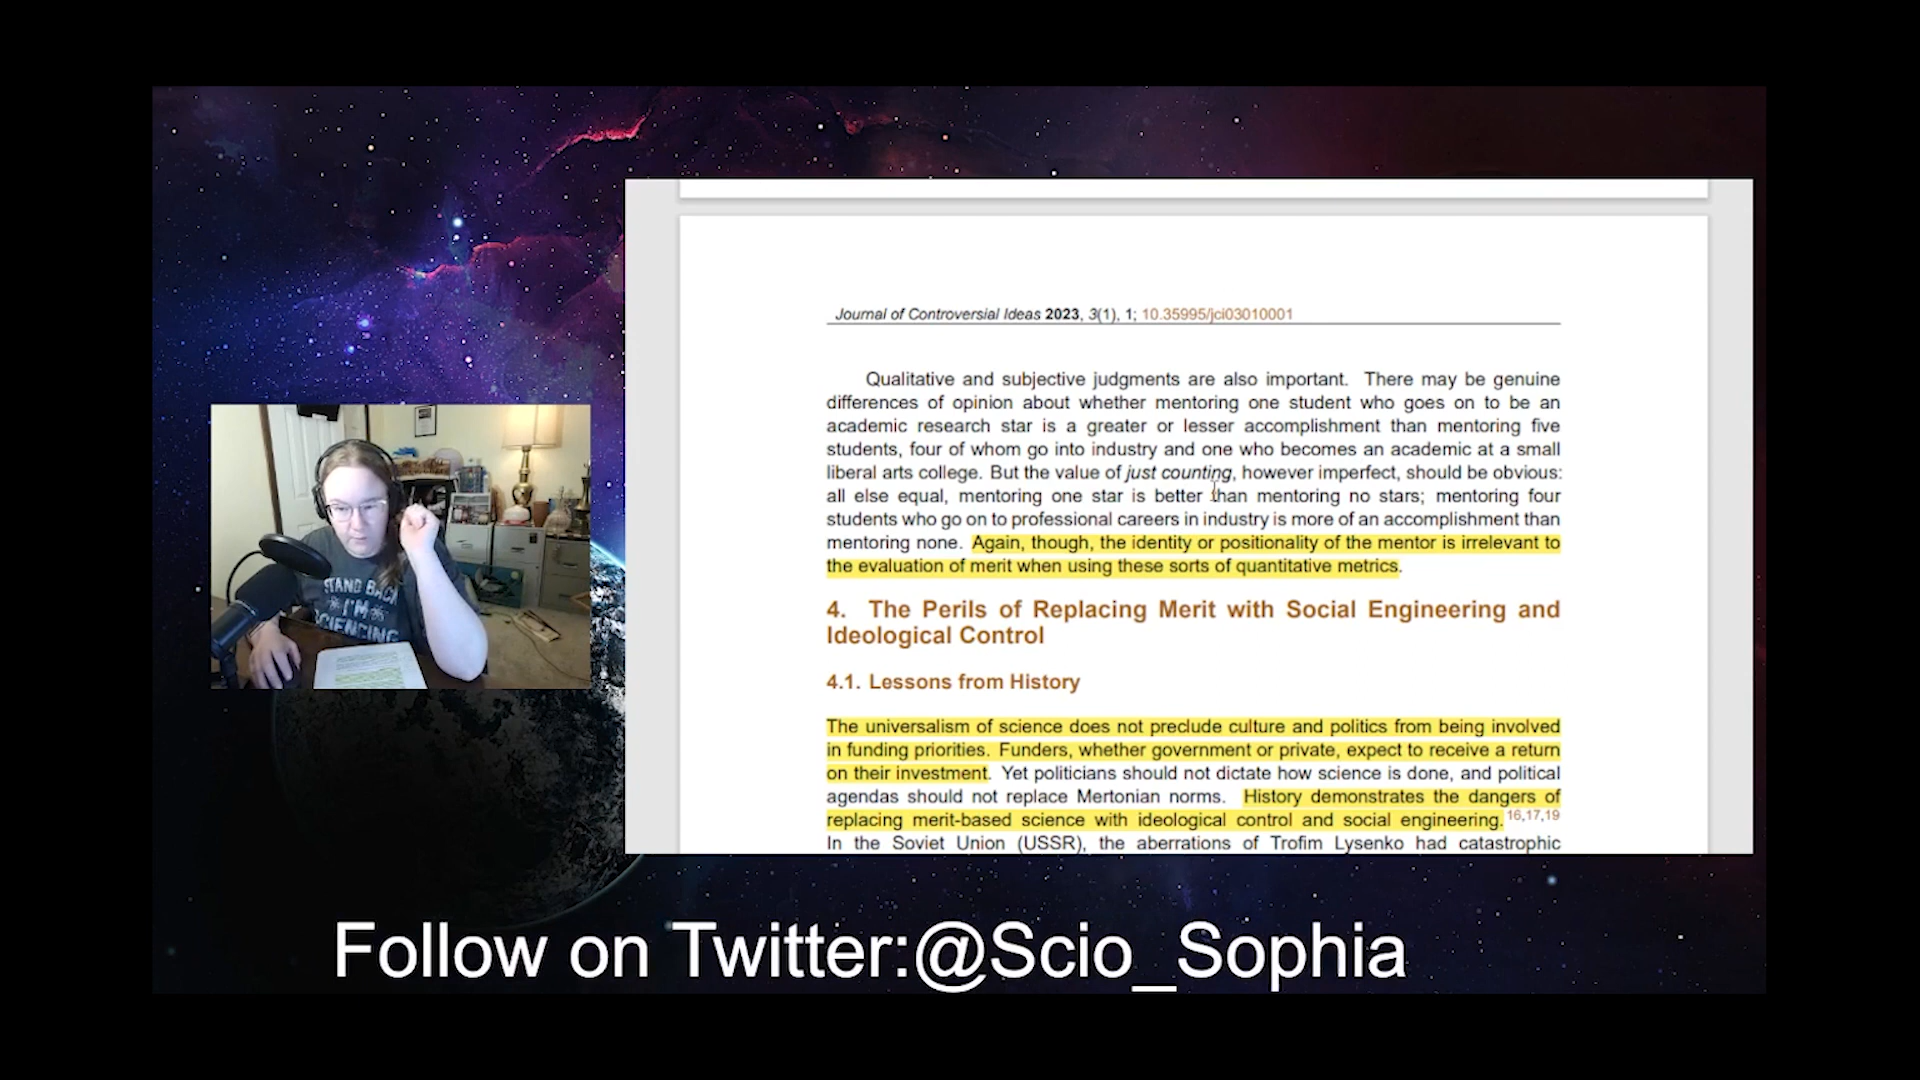 Journal of Controversial Ideas 2023, 3(1), 1; 10.35995/jci03010001
Qualitative and subjective judgments are also important. There may be genuine
differences of opinion about whether mentoring one student who goes on to be an
academic research star is a greater or lesser accomplishment than mentoring five
students, four of whom go into industry and one who becomes an academic at a small
liberal arts college. But the value of just counting, however imperfect, should be obvious:
all else equal, mentoring one star is better than mentoring no stars; mentoring four
students who go on to professional careers in industry is more of an accomplishment than
mentoring none. Again, though, the identity or positionality of the mentor is irrelevant to
the evaluation of merit when using these sorts of quantitative metrics.
4. The Perils of Replacing Merit with Social Engineering and
Ideological Control
4.1. Lessons from History
The universalism of science does not preclude culture and politics from being involved
in funding priorities. Funders, whether government or private, expect to receive a return
on their investment. Yet politicians should not dictate how science is done, and political
agendas should not replace Mertonian norms. History demonstrates the dangers of
replacing merit-based science with ideological control and social engineering.16,17,19
In the Soviet Union (USSR), the aberrations of Trofim Lysenko had catastrophic
STAND BACK
I'M
SCIENCING
Follow on Twitter:@Scio_Sophia